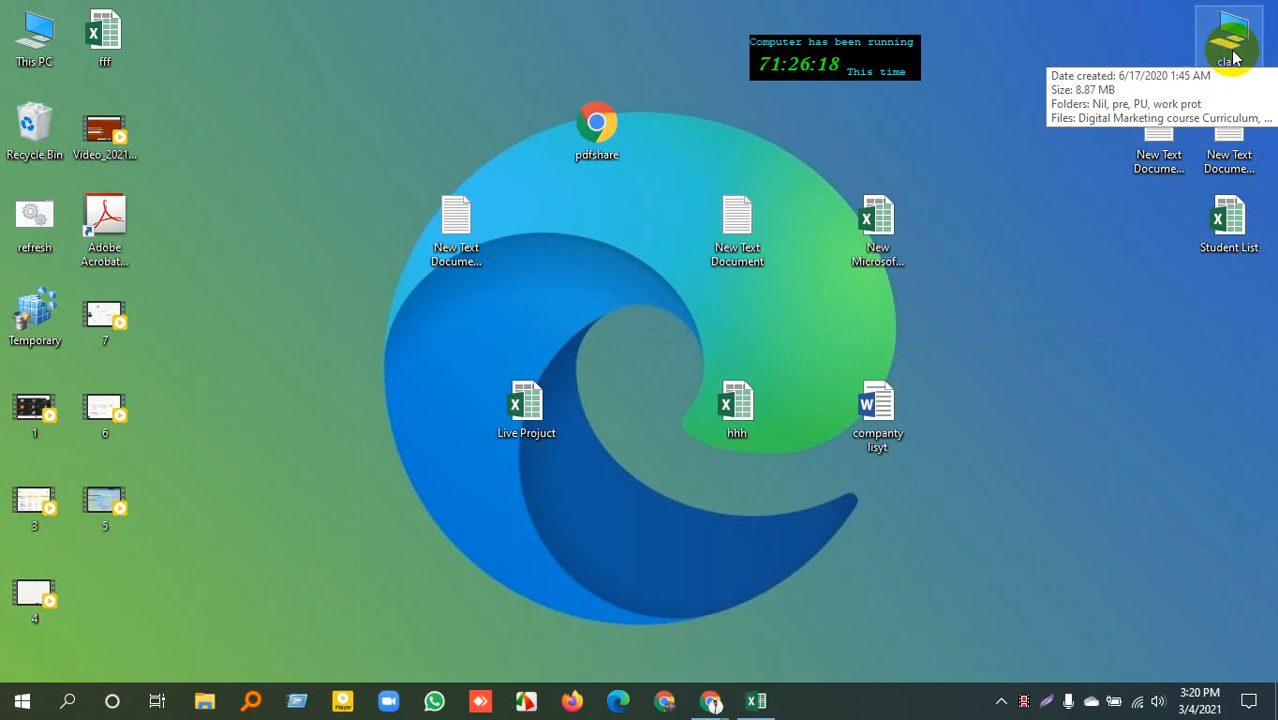 This PC
fff
Computer has been running
71:26:18 This time
Date created: 6/17/2020 1:45 AM
Size: 8.87 MB
Folders: Nil, pre, PU, work prot
Files: Digital Marketing course Curriculum, ...
Recycle Bin
Video_2021...
pdfshare
New Text
Docume...
New Text
Docume...
refresh
Adobe
Acrobat...
New Text
Docume...
New Text
Document
New
Microsof...
Student List
Temporary
7
1
6
Live Projuct
hhh
companty
lisyt
3
5
4
Player
3:20 PM
3/4/2021